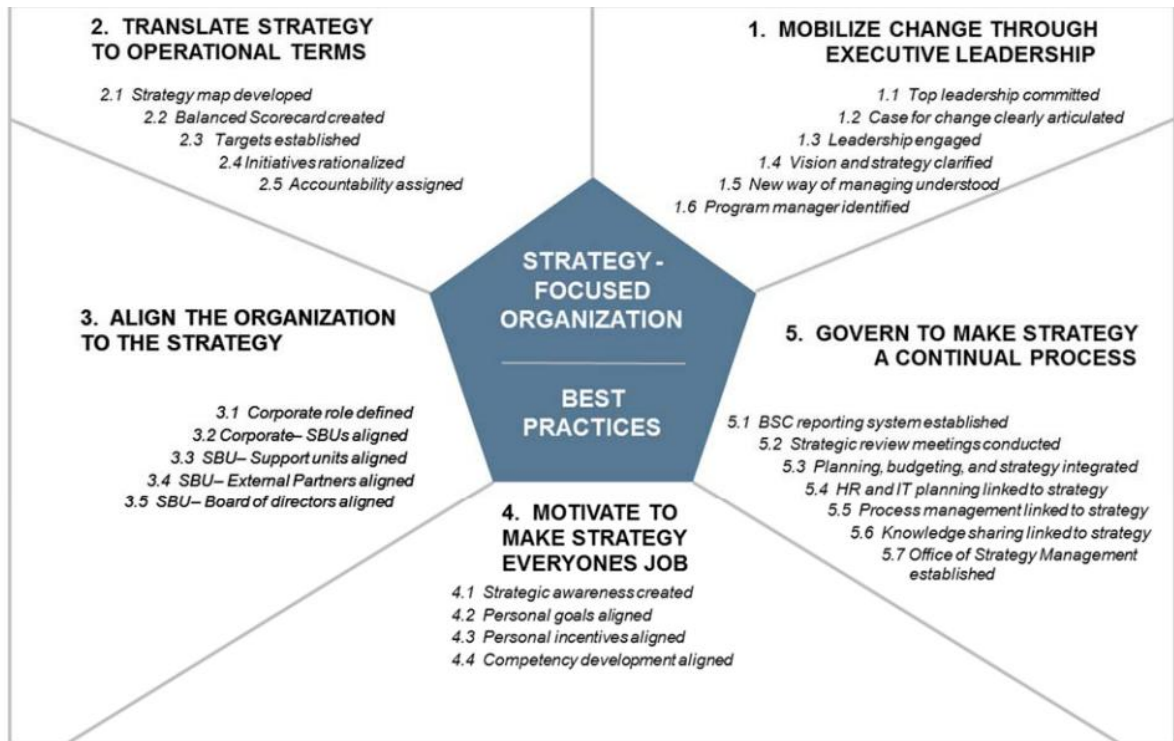 2. TRANSLATE STRATEGY
TO OPERATIONAL TERMS
2.1 Strategy map developed
2.2 Balanced Scorecard created
2.3 Targets established
2.4 Initiatives rationalized
2.5 Accountability assigned
1. MOBILIZE CHANGE THROUGH
EXECUTIVE LEADERSHIP
1.1 Top leadership committed
1.2 Case for change clearly articulated
1.3 Leadership engaged
1.4 Vision and strategy clarified
1.5 New way of managing understood
1.6 Program manager identified
STRATEGY -
FOCUSED
ORGANIZATION
BEST
PRACTICES
3. ALIGN THE ORGANIZATION
TO THE STRATEGY
3.1 Corporate role defined
3.2 Corporate– SBUs aligned
3.3 SBU– Support units aligned
3.4 SBU– External Partners aligned
3.5 SBU– Board of directors aligned
5. GOVERN TO MAKE STRATEGY
A CONTINUAL PROCESS
5.1 BSC reporting system established
5.2 Strategic review meetings conducted
5.3 Planning, budgeting, and strategy integrated
5.4 HR and IT planning linked to strategy
5.5 Process management linked to strategy
5.6 Knowledge sharing linked to strategy
5.7 Office of Strategy Management
established
4. MOTIVATE TO
MAKE STRATEGY
EVERYONES JOB
4.1 Strategic awareness created
4.2 Personal goals aligned
4.3 Personal incentives aligned
4.4 Competency development aligned